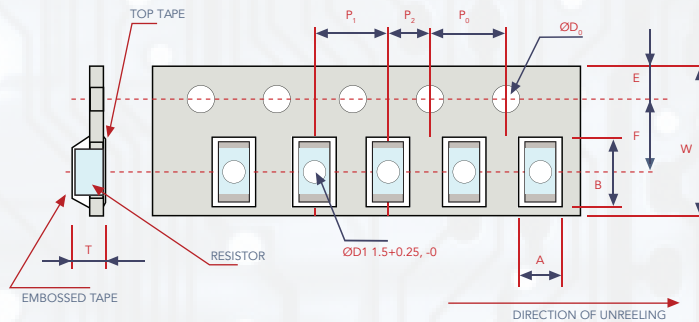 TOP TAPE
P1
P2
P0
ØD0
E
F
W
B
T
RESISTOR
ØD1 1.5+0.25, -0
A
EMBOSSED TAPE
DIRECTION OF UNREELING